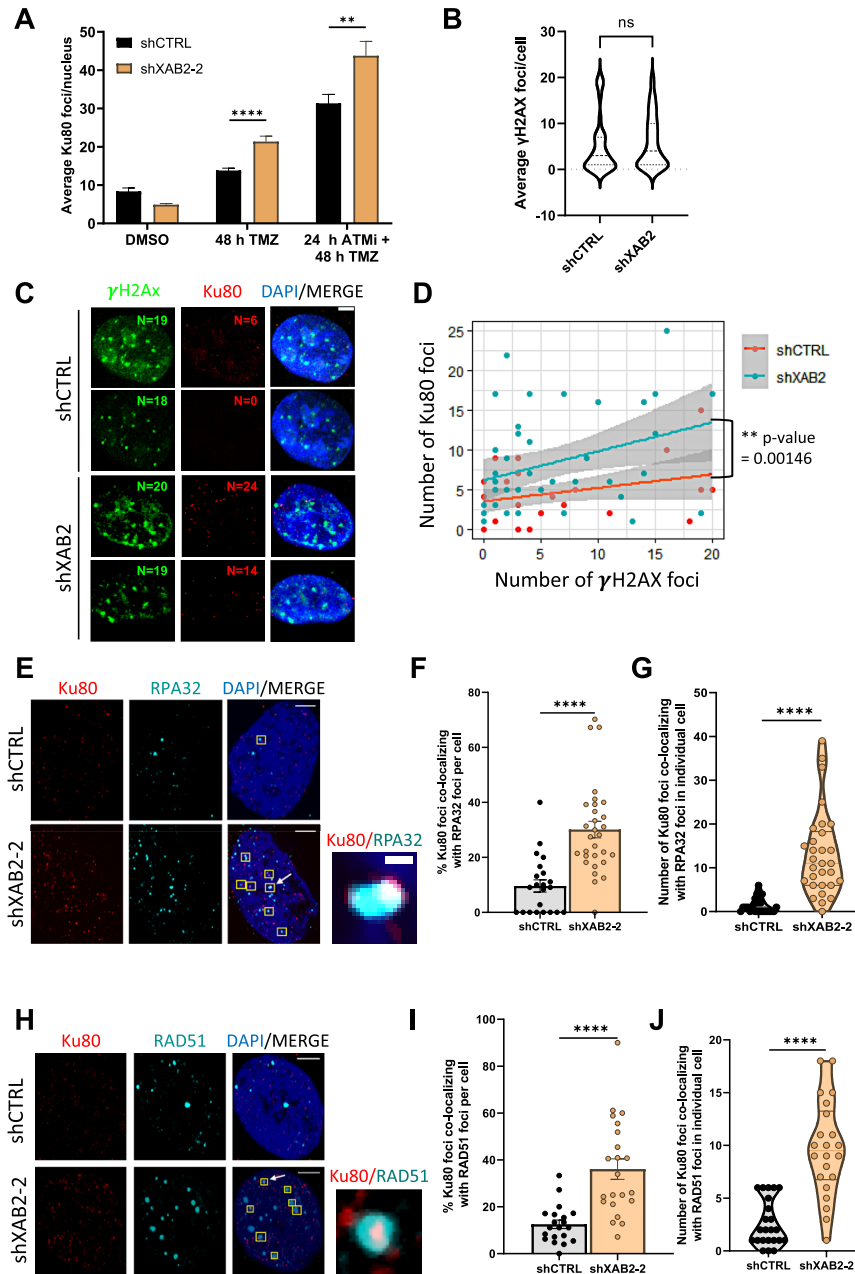 A
shCTRL
shXAB2-2
Average Ku80 foci/nucleus
50
40
30
20
10
0
****
**
DMSO
48 h TMZ
24 h ATMi +
48 h TMZ
B
ns
Average γH2AX foci/cell
30
20
10
0
-10
shCTRL
shXAB2
C
γH2Ax
Ku80
DAPI/MERGE
shCTRL
N=19
N=6
N=18
N=0
shXAB2
N=20
N=24
N=19
N=14
D
Number of Ku80 foci
25
20
15
10
5
0
0
5
10
15
20
Number of γH2AX foci
shCTRL
shXAB2
** p-value
= 0.00146
E
Ku80
RPA32
DAPI/MERGE
shCTRL
shXAB2-2
Ku80/RPA32
F
% Ku80 foci co-localizing
with RPA32 foci per cell
80
60
40
20
0
****
shCTRL
shXAB2-2
G
Number of Ku80 foci co-localizing
with RPA32 foci in individual cell
50
40
30
20
10
0
****
shCTRL
shXAB2-2
H
Ku80
RAD51
DAPI/MERGE
shCTRL
shXAB2-2
Ku80/RAD51
I
% Ku80 foci co-localizing
with RAD51 foci per cell
100
80
60
40
20
0
****
shCTRL
shXAB2-2
J
Number of Ku80 foci co-localizing
with RAD51 foci in individual cell
20
15
10
5
0
****
shCTRL
shXAB2-2